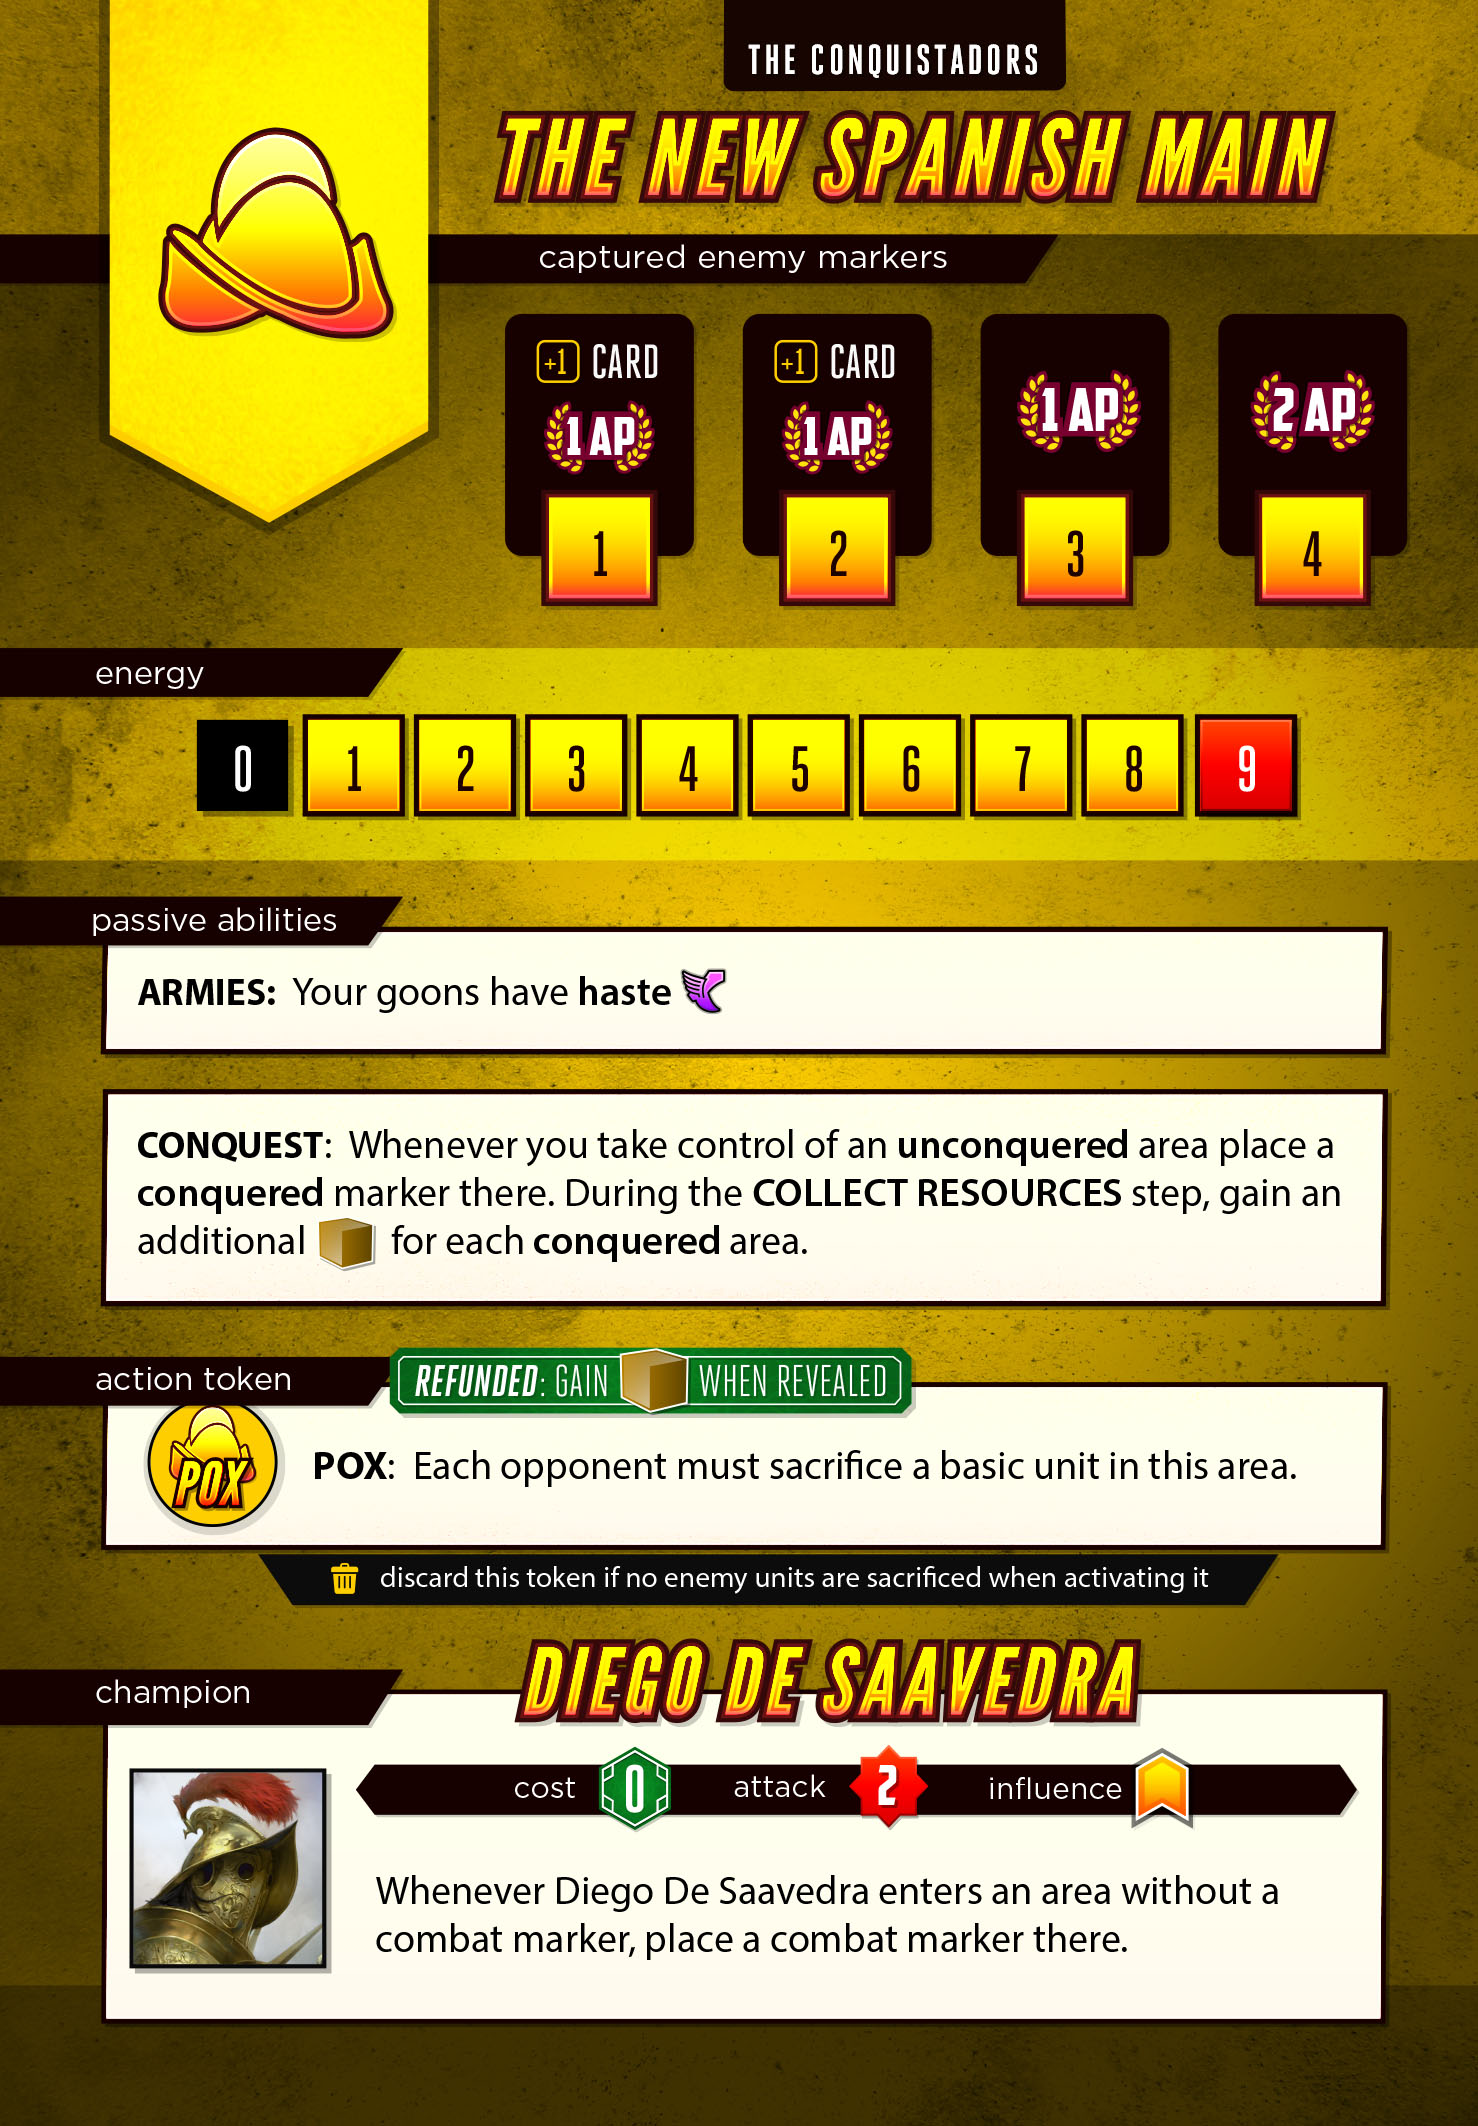 THE CONQUISTADORS
THE NEW SPANISH MAIN
captured enemy markers
+1 CARD
1 AP
1
+1 CARD
1 AP
2
1 AP
3
2 AP
4
energy
0 1 2 3 4 5 6 7 8 9
passive abilities
ARMIES: Your goons have haste
CONQUEST: Whenever you take control of an unconquered area place a
conquered marker there. During the COLLECT RESOURCES step, gain an
additional for each conquered area.
action token
REFUNDED: GAIN WHEN REVEALED
POX
POX: Each opponent must sacrifice a basic unit in this area.
discard this token if no enemy units are sacrificed when activating it
champion
DIEGO DE SAAVEDRA
cost 0 attack 2 influence
Whenever Diego De Saavedra enters an area without a
combat marker, place a combat marker there.